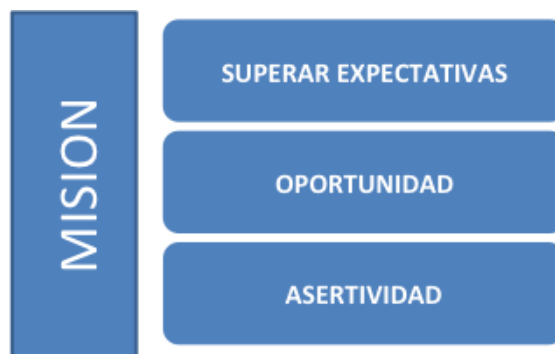 MISION
SUPERAR EXPECTATIVAS
OPORTUNIDAD
ASERTIVIDAD